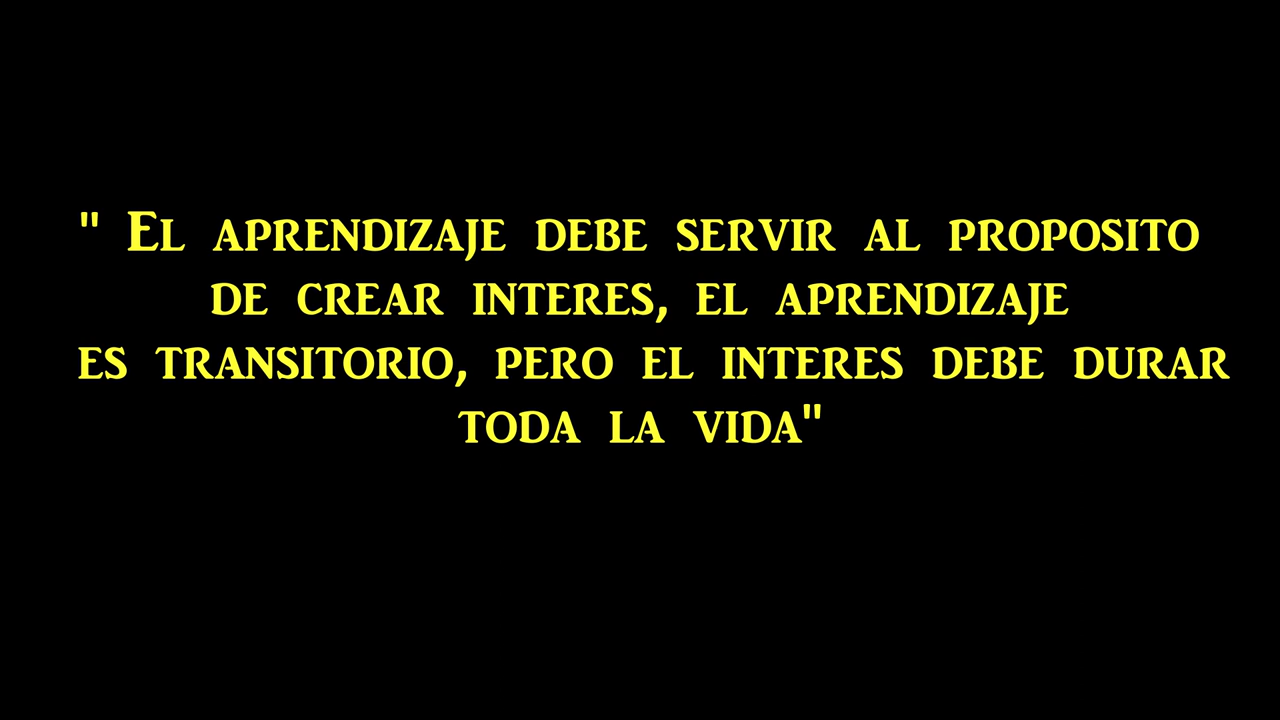 " El aprendizaje debe servir al proposito
de crear interes, el aprendizaje
es transitorio, pero el interes debe durar
toda la vida"